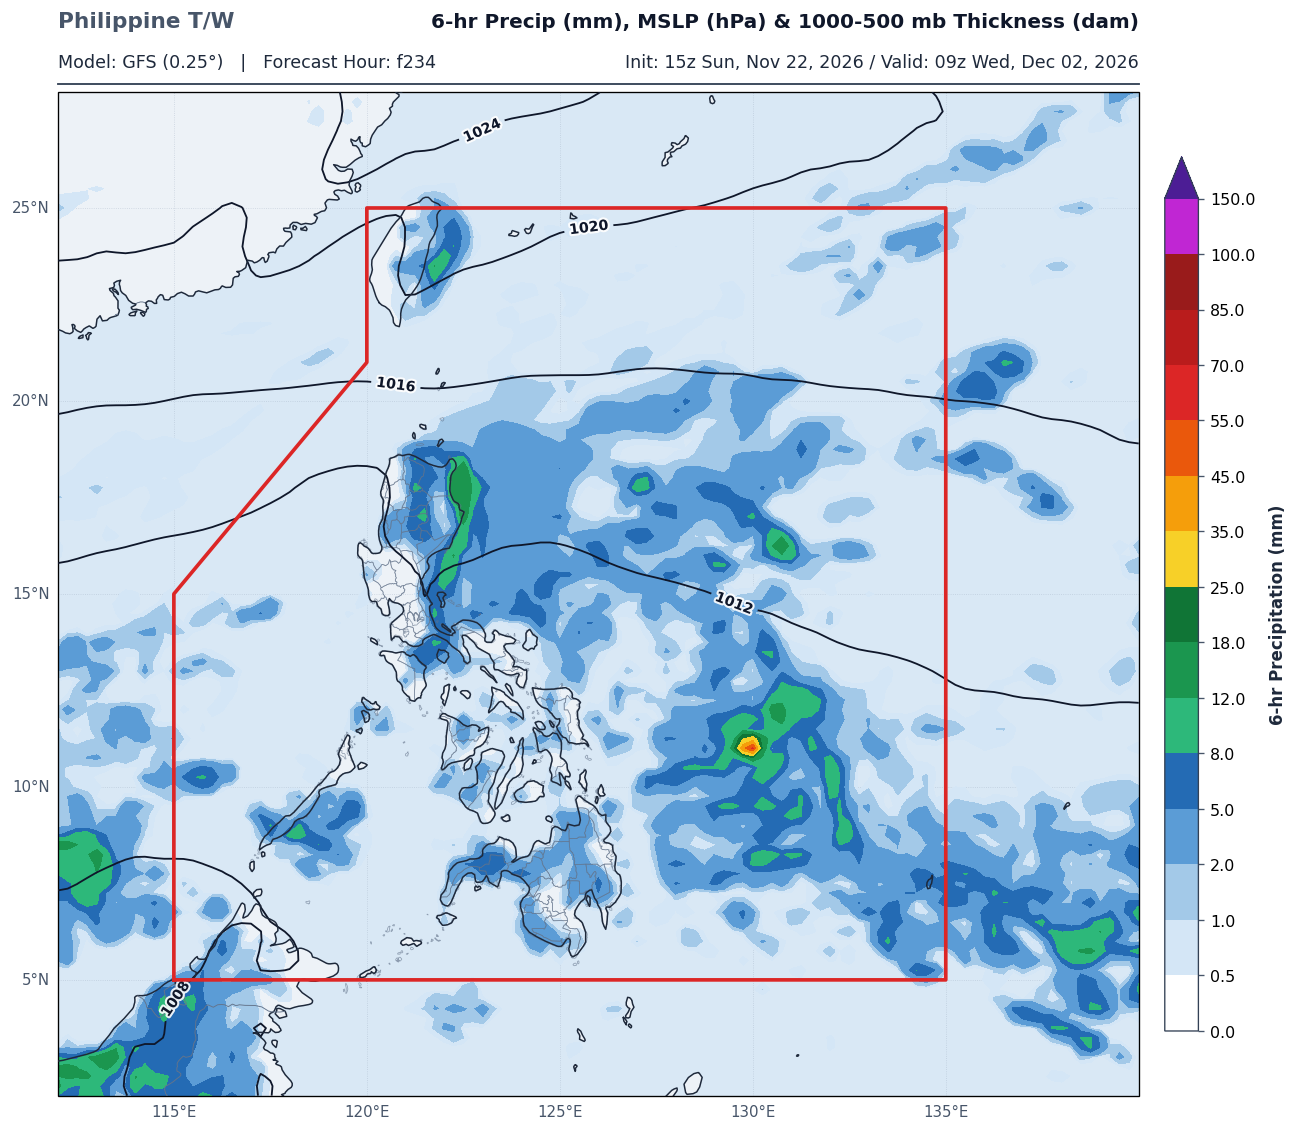 Philippine T/W
6-hr Precip (mm), MSLP (hPa) & 1000-500 mb Thickness (dam)
Model: GFS (0.25°) | Forecast Hour: f234
Init: 15z Sun, Nov 22, 2026 / Valid: 09z Wed, Dec 02, 2026
1024
25°N
1020
1016
20°N
15°N
1012
10°N
5°N
1008
115°E
120°E
125°E
130°E
135°E
150.0
100.0
85.0
70.0
55.0
45.0
35.0
25.0
18.0
12.0
8.0
5.0
2.0
1.0
0.5
0.0
6-hr Precipitation (mm)